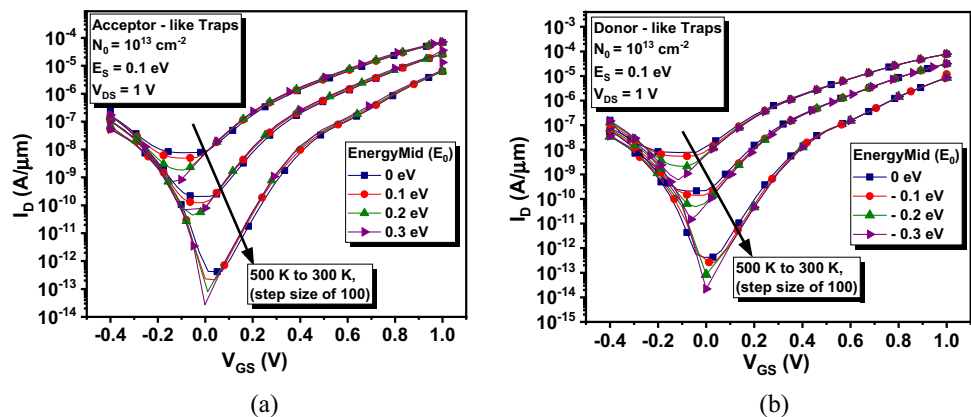 Acceptor - like Traps
N₀ = 10¹³ cm⁻²
E_S = 0.1 eV
V_DS = 1 V
EnergyMid (E₀)
0 eV
0.1 eV
0.2 eV
0.3 eV
500 K to 300 K,
(step size of 100)
I_D (A/µm)
10⁻⁴
10⁻⁵
10⁻⁶
10⁻⁷
10⁻⁸
10⁻⁹
10⁻¹⁰
10⁻¹¹
10⁻¹²
10⁻¹³
10⁻¹⁴
-0.4 -0.2 0.0 0.2 0.4 0.6 0.8 1.0
V_GS (V)
(a)
Donor - like Traps
N₀ = 10¹³ cm⁻²
E_S = 0.1 eV
V_DS = 1 V
EnergyMid (E₀)
0 eV
- 0.1 eV
- 0.2 eV
- 0.3 eV
500 K to 300 K,
(step size of 100)
I_D (A/µm)
10⁻³
10⁻⁴
10⁻⁵
10⁻⁶
10⁻⁷
10⁻⁸
10⁻⁹
10⁻¹⁰
10⁻¹¹
10⁻¹²
10⁻¹³
10⁻¹⁴
10⁻¹⁵
-0.4 -0.2 0.0 0.2 0.4 0.6 0.8 1.0
V_GS (V)
(b)